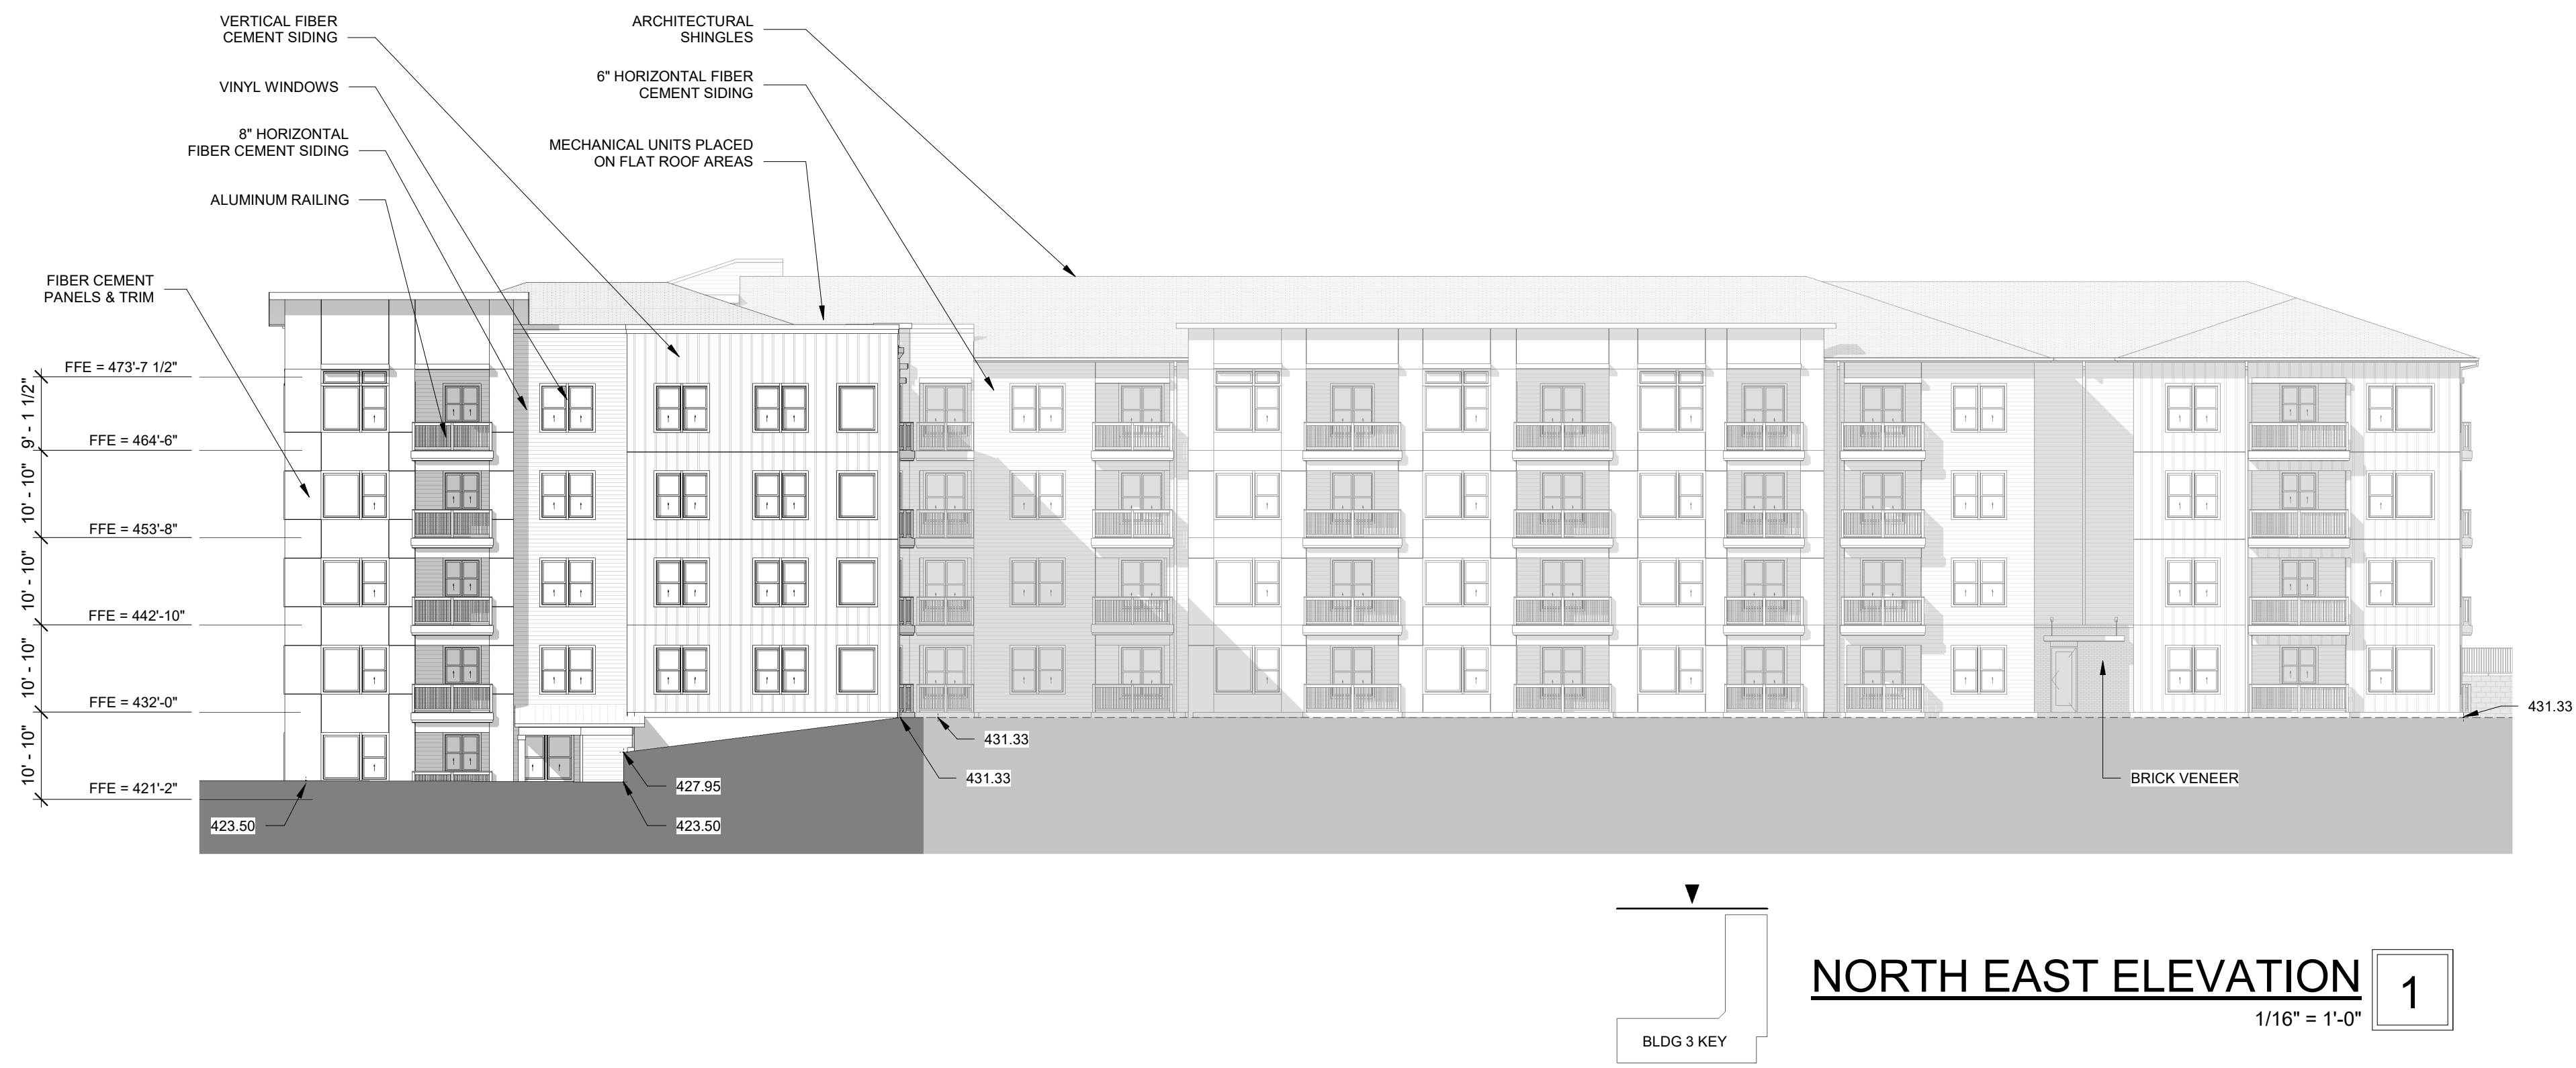 VERTICAL FIBER
CEMENT SIDING
VINYL WINDOWS
8" HORIZONTAL
FIBER CEMENT SIDING
ALUMINUM RAILING
FIBER CEMENT
PANELS & TRIM
ARCHITECTURAL
SHINGLES
6" HORIZONTAL FIBER
CEMENT SIDING
MECHANICAL UNITS PLACED
ON FLAT ROOF AREAS
FFE = 473'-7 1/2"
9' - 1 1/2"
FFE = 464'-6"
10' - 10"
FFE = 453'-8"
10' - 10"
FFE = 442'-10"
10' - 10"
FFE = 432'-0"
10' - 10"
FFE = 421'-2"
423.50
427.95
423.50
431.33
431.33
431.33
BRICK VENEER
BLDG 3 KEY
NORTH EAST ELEVATION
1
1/16" = 1'-0"